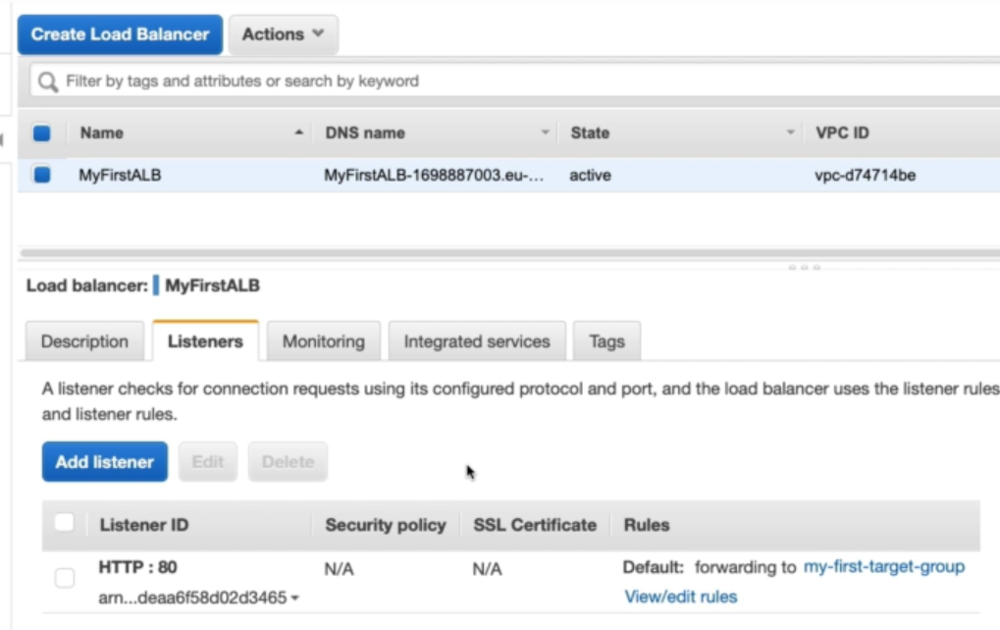 Create Load Balancer Actions
Filter by tags and attributes or search by keyword
Name DNS name State VPC ID
MyFirstALB MyFirstALB-1698887003.eu-... active vpc-d74714be
Load balancer: MyFirstALB
Description Listeners Monitoring Integrated services Tags
A listener checks for connection requests using its configured protocol and port, and the load balancer uses the listener rules
and listener rules.
Add listener Edit Delete
Listener ID Security policy SSL Certificate Rules
HTTP : 80 N/A N/A Default: forwarding to my-first-target-group
arn...deaa6f58d02d3465 View/edit rules